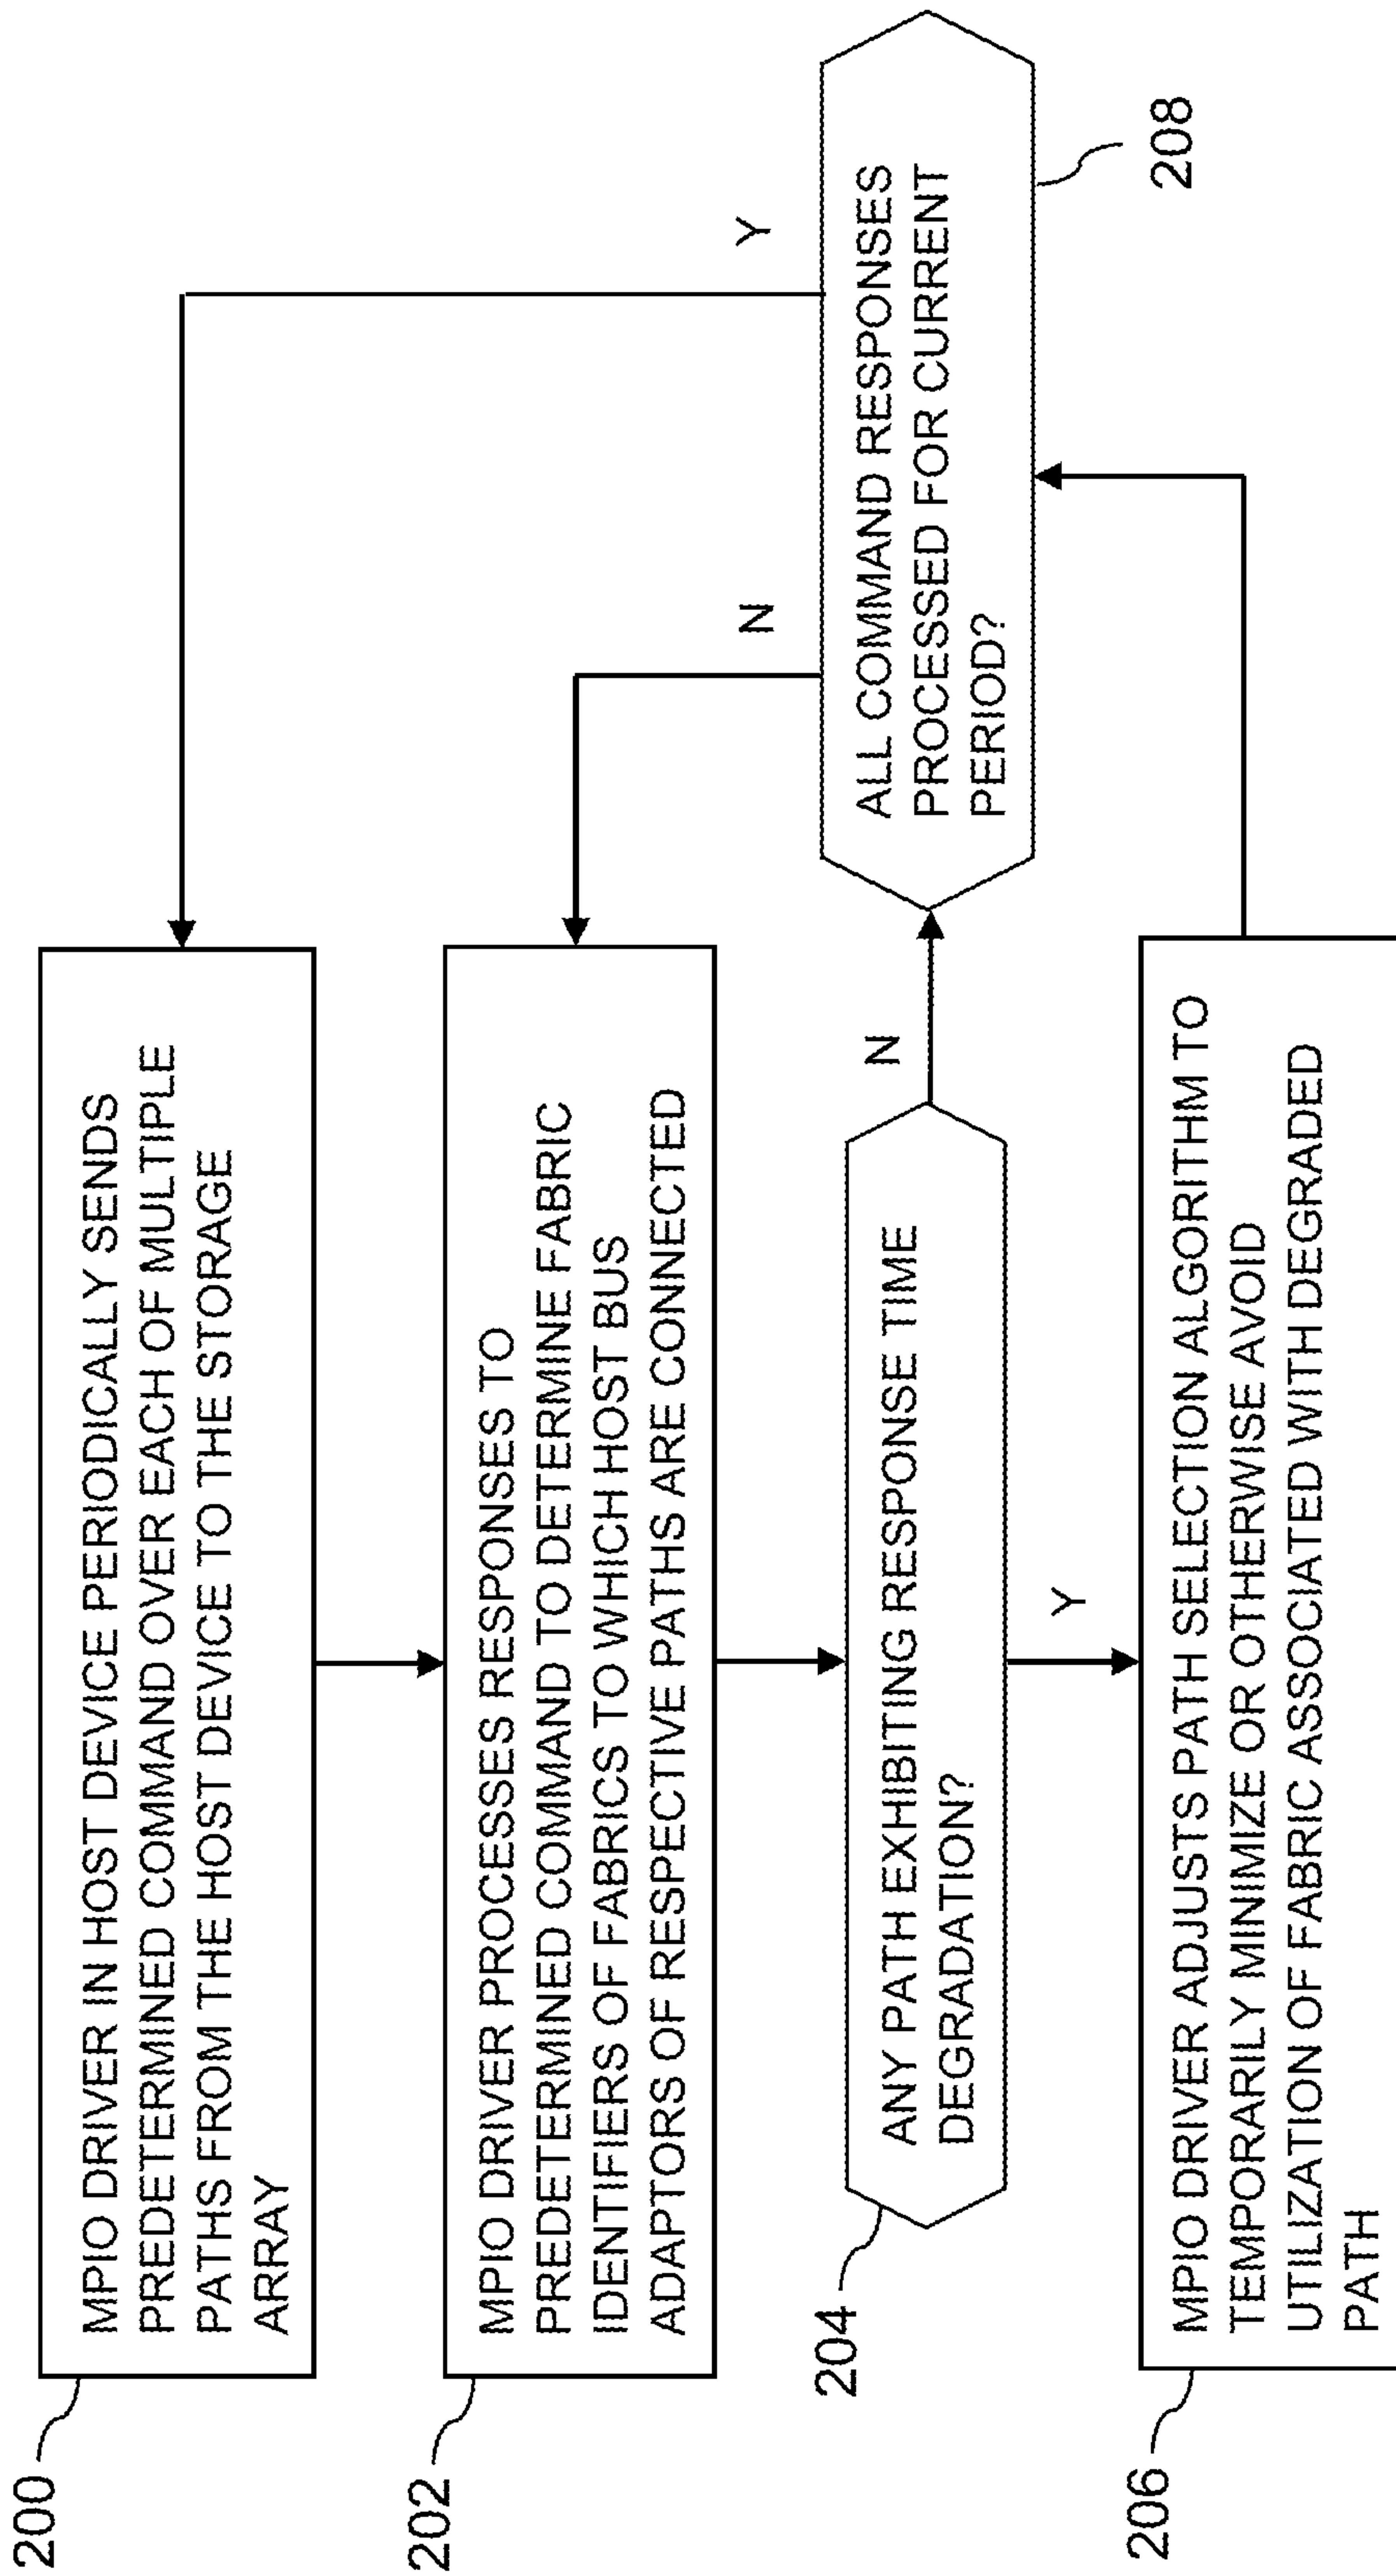 200
MPIO DRIVER IN HOST DEVICE PERIODICALLY SENDS
PREDETERMINED COMMAND OVER EACH OF MULTIPLE
PATHS FROM THE HOST DEVICE TO THE STORAGE
ARRAY
202
MPIO DRIVER PROCESSES RESPONSES TO
PREDETERMINED COMMAND TO DETERMINE FABRIC
IDENTIFIERS OF FABRICS TO WHICH HOST BUS
ADAPTORS OF RESPECTIVE PATHS ARE CONNECTED
204
ANY PATH EXHIBITING RESPONSE TIME
DEGRADATION?
N
Y
206
MPIO DRIVER ADJUSTS PATH SELECTION ALGORITHM TO
TEMPORARILY MINIMIZE OR OTHERWISE AVOID
UTILIZATION OF FABRIC ASSOCIATED WITH DEGRADED
PATH
N
Y
ALL COMMAND RESPONSES
PROCESSED FOR CURRENT
PERIOD?
208